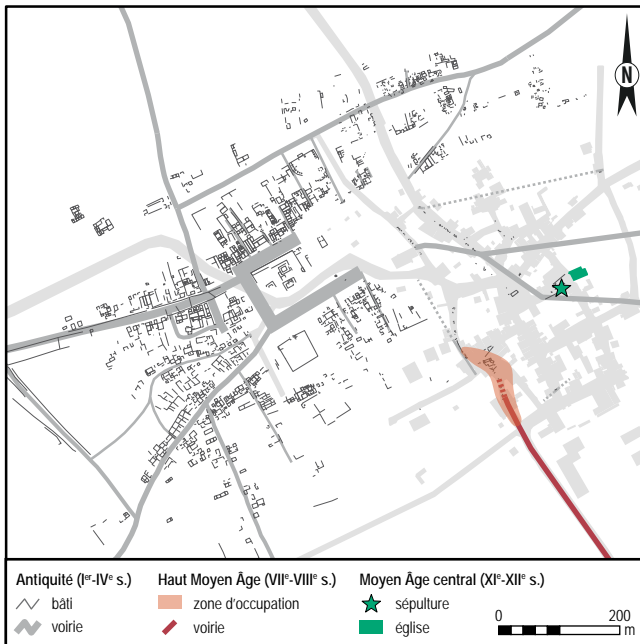 N
Antiquité (Iᵉʳ-IVᵉ s.)
bâti
voirie
Haut Moyen Âge (VIIᵉ-VIIIᵉ s.)
zone d'occupation
voirie
Moyen Âge central (XIᵉ-XIIᵉ s.)
sépulture
église
0 200
m